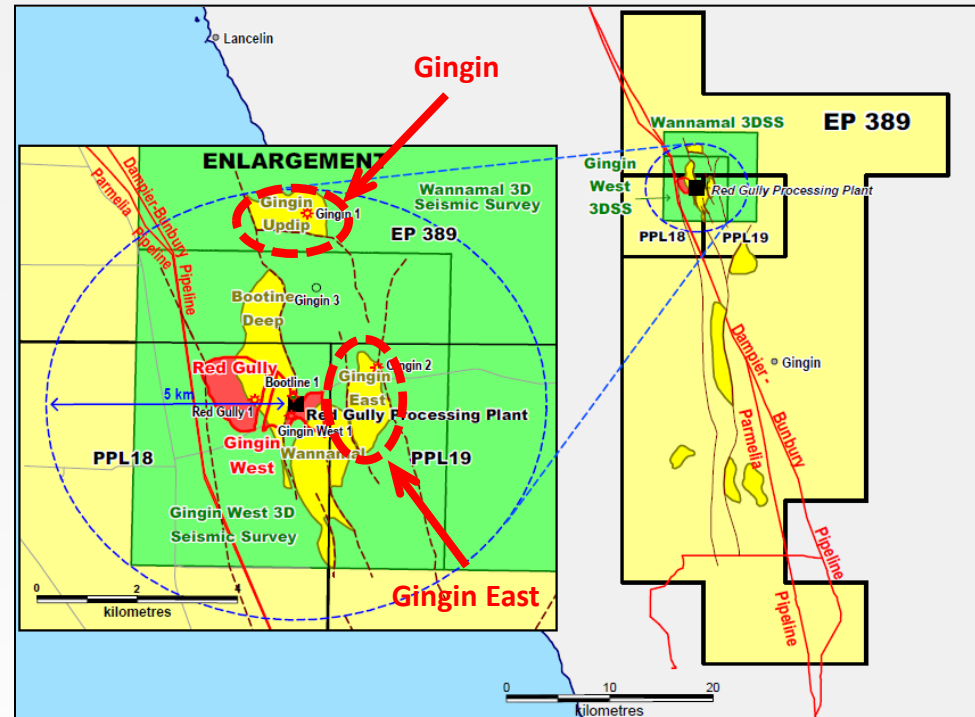 Lancelin
Gingin
ENLARGEMENT
Dampier-Bunbury
Pipeline
Parmelia
Pipeline
Wannamal 3D
Seismic Survey
Gingin
Updip
Gingin 1
EP 389
Bootine
Deep
Gingin 3
Red Gully
Bootline 1
Gingin 2
Gingin
East
5 km
Red Gully 1
Red Gully Processing Plant
Gingin West 1
Gingin
West
Wannamal
PPL18
PPL19
Gingin West 3D
Seismic Survey
0 2 4
kilometres
Gingin East
Wannamal 3DSS
EP 389
Gingin
West
3DSS
Red Gully Processing Plant
PPL18
PPL19
Gingin
Dampier -
Bunbury
Pipeline
Parmelia
Pipeline
0 10 20
kilometres